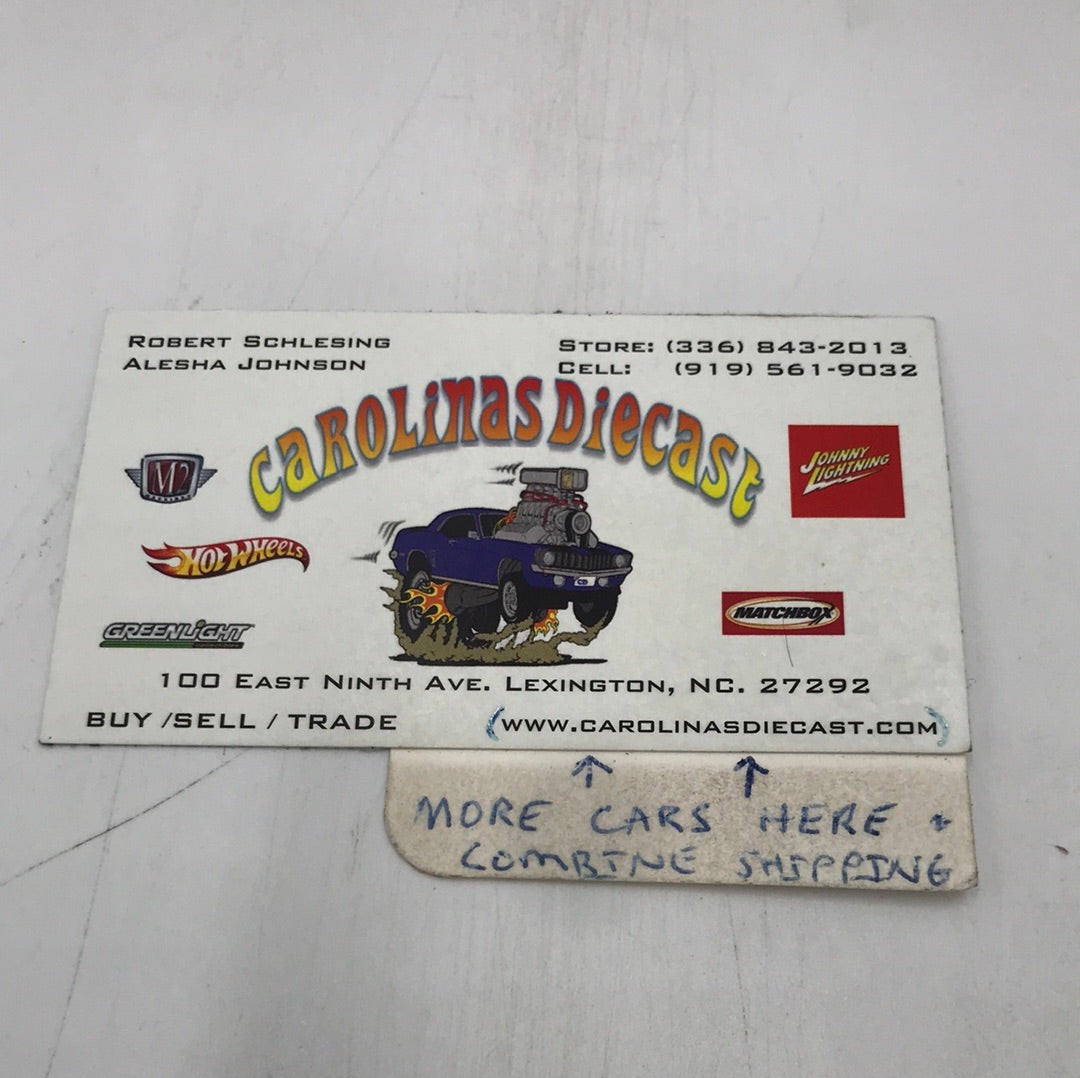 ROBERT SCHLESING
ALESHA JOHNSON
STORE: (336) 843-2013
CELL: (919) 561-9032
CAROLINAS DIECAST
M2
JOHNNY
LIGHTNING
HOT WHEELS
GREENLIGHT
MATCHBOX
100 EAST NINTH AVE. LEXINGTON, NC. 27292
BUY /SELL / TRADE
(WWW.CAROLINASDIECAST.COM)
↑ ↑
MORE CARS HERE +
COMBINE SHIPPING